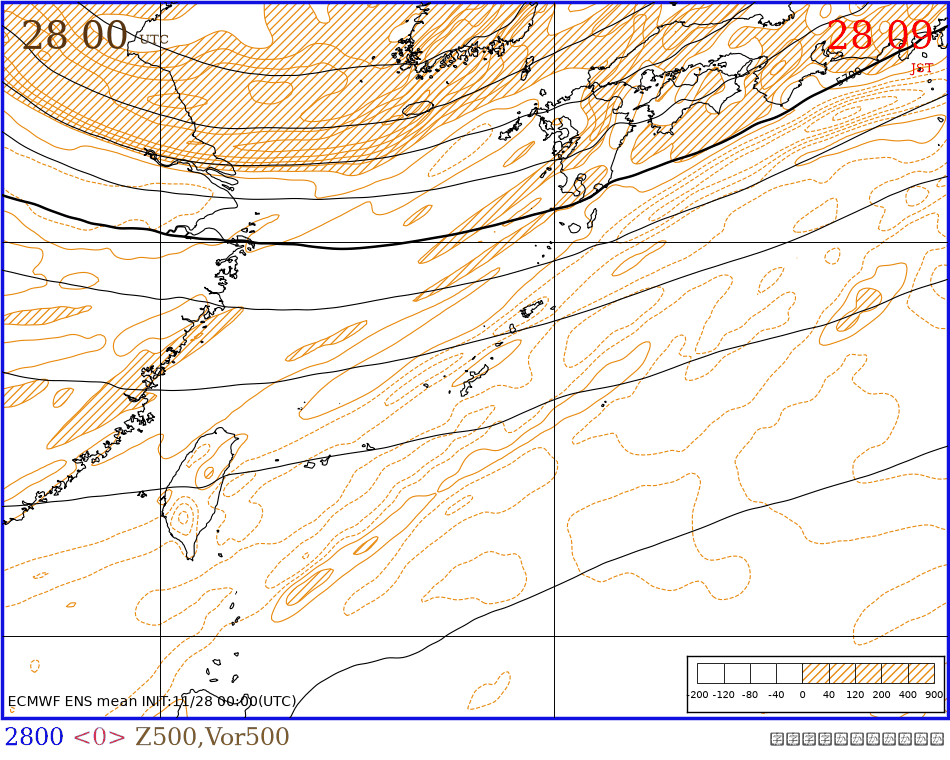 28 00 UTC
28 09
JST
5700
-200 -120 -80 -40 0 40 120 200 400 900
ECMWF ENS mean INIT:11/28 00:00(UTC)
2800 <0> Z500,Vor500